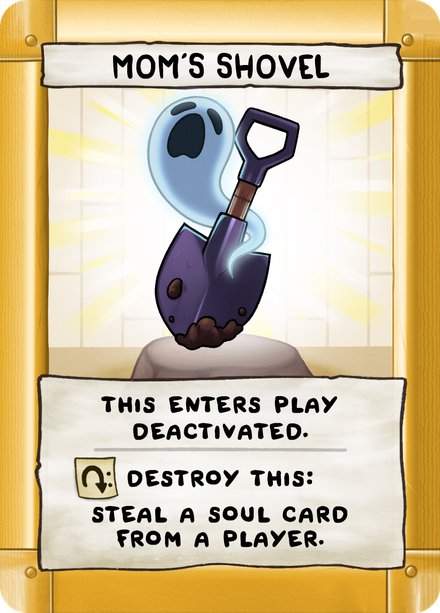 MOM'S SHOVEL
THIS ENTERS PLAY
DEACTIVATED.
: DESTROY THIS:
STEAL A SOUL CARD
FROM A PLAYER.